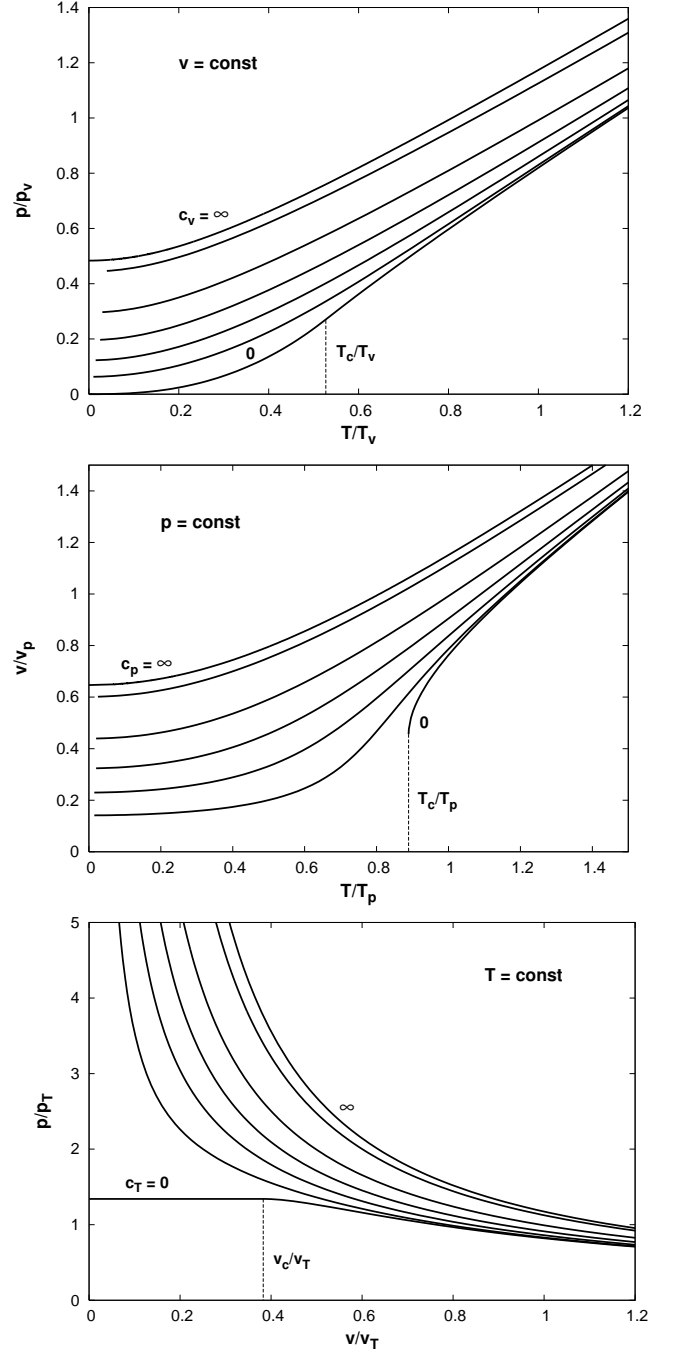 1.4
1.2
1
0.8
0.6
0.4
0.2
0
p/p_v
v = const
c_v = ∞
0
T_c/T_v
0 0.2 0.4 0.6 0.8 1 1.2
T/T_v
1.4
1.2
1
0.8
0.6
0.4
0.2
0
v/v_p
p = const
c_p = ∞
0
T_c/T_p
0 0.2 0.4 0.6 0.8 1 1.2 1.4
T/T_p
5
4
3
2
1
0
p/p_T
T = const
∞
c_T = 0
v_c/v_T
0 0.2 0.4 0.6 0.8 1 1.2
v/v_T